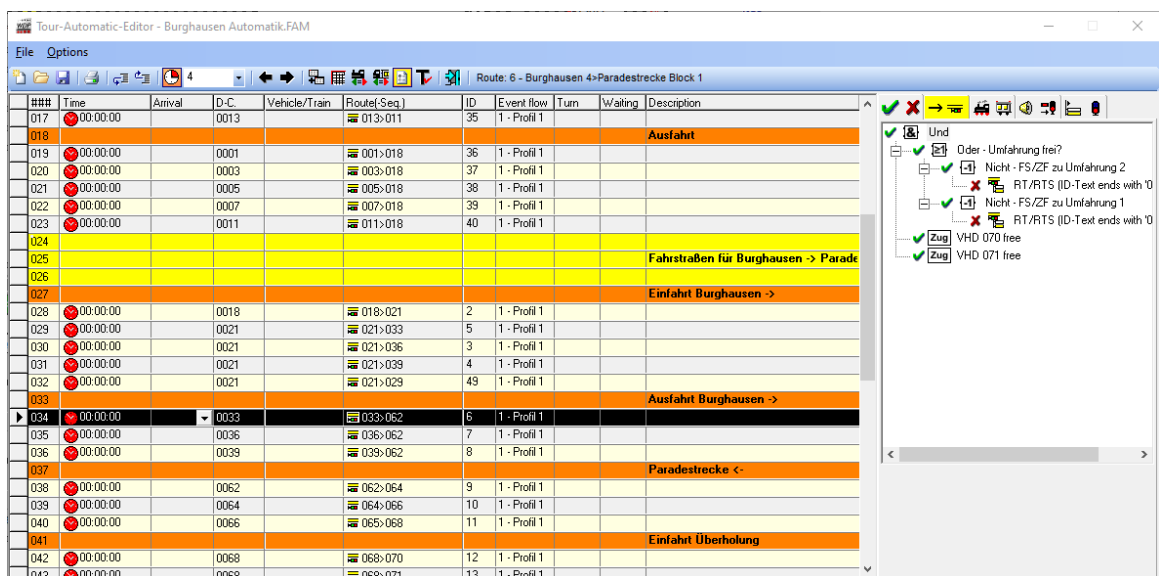 Tour-Automatic-Editor - Burghausen Automatik.FAM
File Options
4 Route: 6 - Burghausen 4>Paradestrecke Block 1
### Time Arrival D-C. Vehicle/Train Route(-Seq.) ID Event flow Turn Waiting Description
017 00:00:00 0013 013>011 35 1 - Profil 1
018 Ausfahrt
019 00:00:00 0001 001>018 36 1 - Profil 1
020 00:00:00 0003 003>018 37 1 - Profil 1
021 00:00:00 0005 005>018 38 1 - Profil 1
022 00:00:00 0007 007>018 39 1 - Profil 1
023 00:00:00 0011 011>018 40 1 - Profil 1
024
025 Fahrstraßen für Burghausen -> Parade
026
027 Einfahrt Burghausen ->
028 00:00:00 0018 018>021 2 1 - Profil 1
029 00:00:00 0021 021>033 5 1 - Profil 1
030 00:00:00 0021 021>036 3 1 - Profil 1
031 00:00:00 0021 021>039 4 1 - Profil 1
032 00:00:00 0021 021>029 49 1 - Profil 1
033 Ausfahrt Burghausen ->
034 00:00:00 0033 033>062 6 1 - Profil 1
035 00:00:00 0036 036>062 7 1 - Profil 1
036 00:00:00 0039 039>062 8 1 - Profil 1
037 Paradestrecke <-
038 00:00:00 0062 062>064 9 1 - Profil 1
039 00:00:00 0064 064>066 10 1 - Profil 1
040 00:00:00 0066 065>068 11 1 - Profil 1
041 Einfahrt Überholung
042 00:00:00 0068 068>070 12 1 - Profil 1
043 00:00:00 0068 068>071 13 1 - Profil 1
& Und
≥1 Oder - Umfahrung frei?
-1 Nicht - FS/ZF zu Umfahrung 2
RT/RTS (ID-Text ends with '0
-1 Nicht - FS/ZF zu Umfahrung 1
RT/RTS (ID-Text ends with '0
Zug VHD 070 free
Zug VHD 071 free